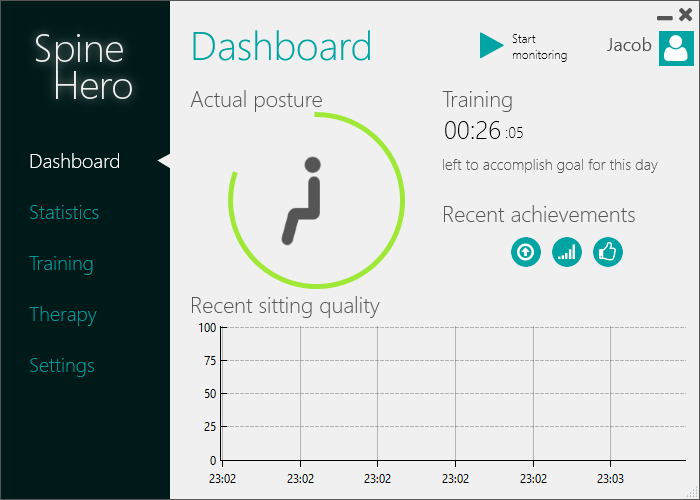 Spine
Hero
Dashboard
Statistics
Training
Therapy
Settings
Dashboard
Start
monitoring
Jacob
Actual posture
Training
00:26 :05
left to accomplish goal for this day
Recent achievements
Recent sitting quality
100
75
50
25
0
23:02 23:02 23:02 23:02 23:02 23:03